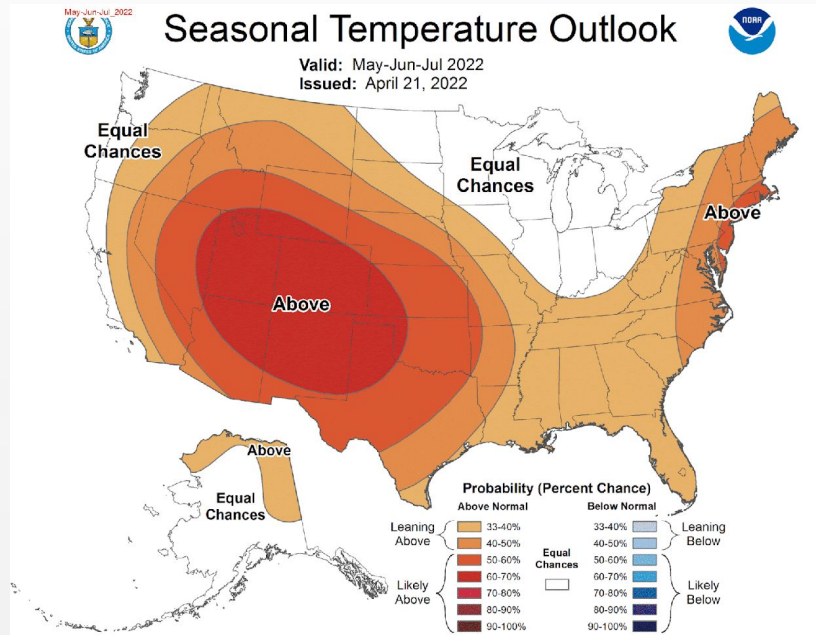 May-Jun-Jul_2022
Seasonal Temperature Outlook
NOAA
Valid: May-Jun-Jul 2022
Issued: April 21, 2022
Equal
Chances
Equal
Chances
Above
Above
Above
Equal
Chances
Probability (Percent Chance)
Above Normal
Below Normal
Leaning
Above
33-40%
40-50%
Likely
Above
50-60%
60-70%
70-80%
80-90%
90-100%
Equal
Chances
33-40%
40-50%
Leaning
Below
50-60%
60-70%
70-80%
80-90%
90-100%
Likely
Below